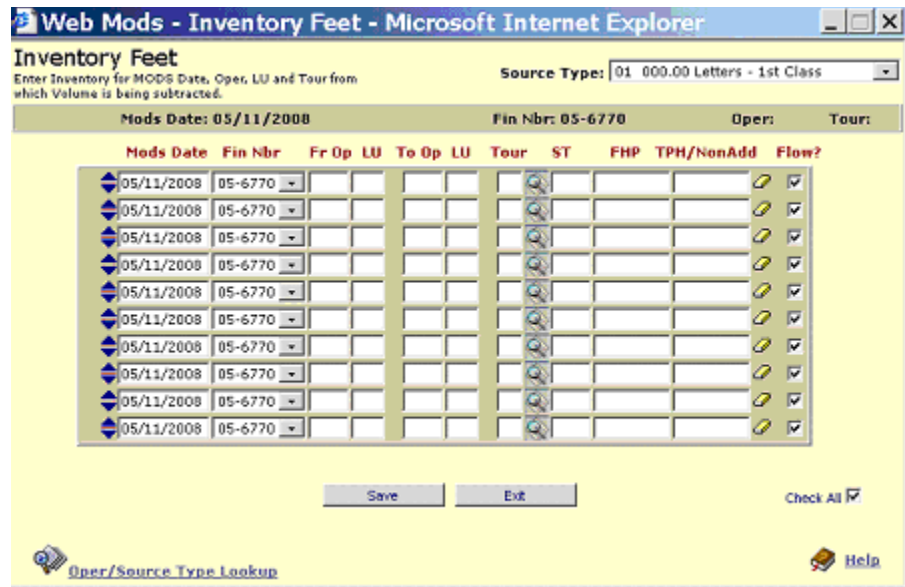 Web Mods - Inventory Feet - Microsoft Internet Explorer
Inventory Feet
Enter Inventory for MODS Date, Oper, LU and Tour from
which Volume is being subtracted.
Source Type: 01 000.00 Letters - 1st Class
Mods Date: 05/11/2008 Fin Nbr: 05-6770 Oper: Tour:
Mods Date Fin Nbr Fr Op LU To Op LU Tour ST FHP TPH/NonAdd Flow?
05/11/2008 05-6770
05/11/2008 05-6770
05/11/2008 05-6770
05/11/2008 05-6770
05/11/2008 05-6770
05/11/2008 05-6770
05/11/2008 05-6770
05/11/2008 05-6770
05/11/2008 05-6770
05/11/2008 05-6770
Save Exit Check All
Oper/Source Type Lookup Help